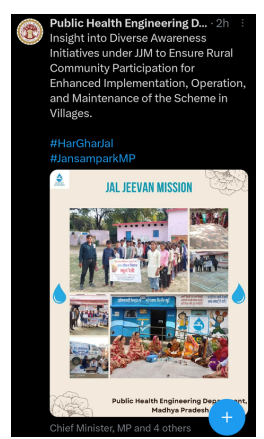 Public Health Engineering D... · 2h
Insight into Diverse Awareness
Initiatives under JJM to Ensure Rural
Community Participation for
Enhanced Implementation, Operation,
and Maintenance of the Scheme in
Villages.
#HarGharJal
#JansamparkMP
JAL JEEVAN MISSION
Public Health Engineering Department,
Madhya Pradesh
Chief Minister, MP and 4 others